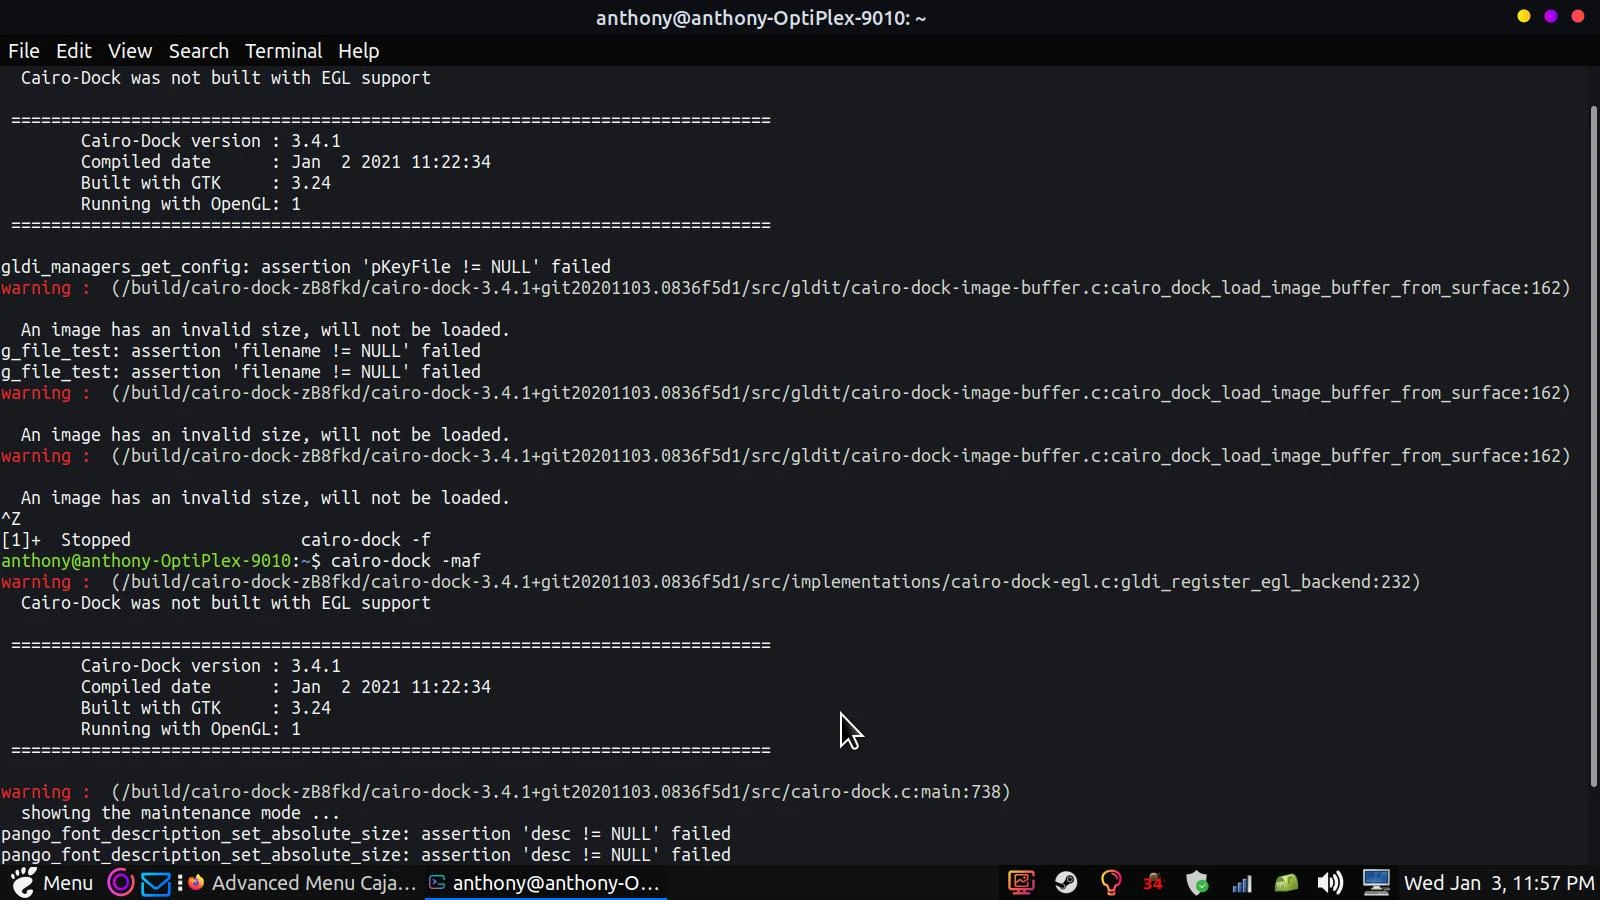 anthony@anthony-OptiPlex-9010: ~
File Edit View Search Terminal Help
Cairo-Dock was not built with EGL support
============================================================================
Cairo-Dock version : 3.4.1
Compiled date      : Jan  2 2021 11:22:34
Built with GTK     : 3.24
Running with OpenGL: 1
============================================================================
gldi_managers_get_config: assertion 'pKeyFile != NULL' failed
warning :  (/build/cairo-dock-zB8fkd/cairo-dock-3.4.1+git20201103.0836f5d1/src/gldit/cairo-dock-image-buffer.c:cairo_dock_load_image_buffer_from_surface:162)
An image has an invalid size, will not be loaded.
g_file_test: assertion 'filename != NULL' failed
g_file_test: assertion 'filename != NULL' failed
warning :  (/build/cairo-dock-zB8fkd/cairo-dock-3.4.1+git20201103.0836f5d1/src/gldit/cairo-dock-image-buffer.c:cairo_dock_load_image_buffer_from_surface:162)
An image has an invalid size, will not be loaded.
warning :  (/build/cairo-dock-zB8fkd/cairo-dock-3.4.1+git20201103.0836f5d1/src/gldit/cairo-dock-image-buffer.c:cairo_dock_load_image_buffer_from_surface:162)
An image has an invalid size, will not be loaded.
^Z
[1]+  Stopped                 cairo-dock -f
anthony@anthony-OptiPlex-9010:~$ cairo-dock -maf
warning :  (/build/cairo-dock-zB8fkd/cairo-dock-3.4.1+git20201103.0836f5d1/src/implementations/cairo-dock-egl.c:gldi_register_egl_backend:232)
Cairo-Dock was not built with EGL support
============================================================================
Cairo-Dock version : 3.4.1
Compiled date      : Jan  2 2021 11:22:34
Built with GTK     : 3.24
Running with OpenGL: 1
============================================================================
warning :  (/build/cairo-dock-zB8fkd/cairo-dock-3.4.1+git20201103.0836f5d1/src/cairo-dock.c:main:738)
showing the maintenance mode ...
pango_font_description_set_absolute_size: assertion 'desc != NULL' failed
pango_font_description_set_absolute_size: assertion 'desc != NULL' failed
Menu Advanced Menu Caja... anthony@anthony-O... 34 Wed Jan  3, 11:57 PM